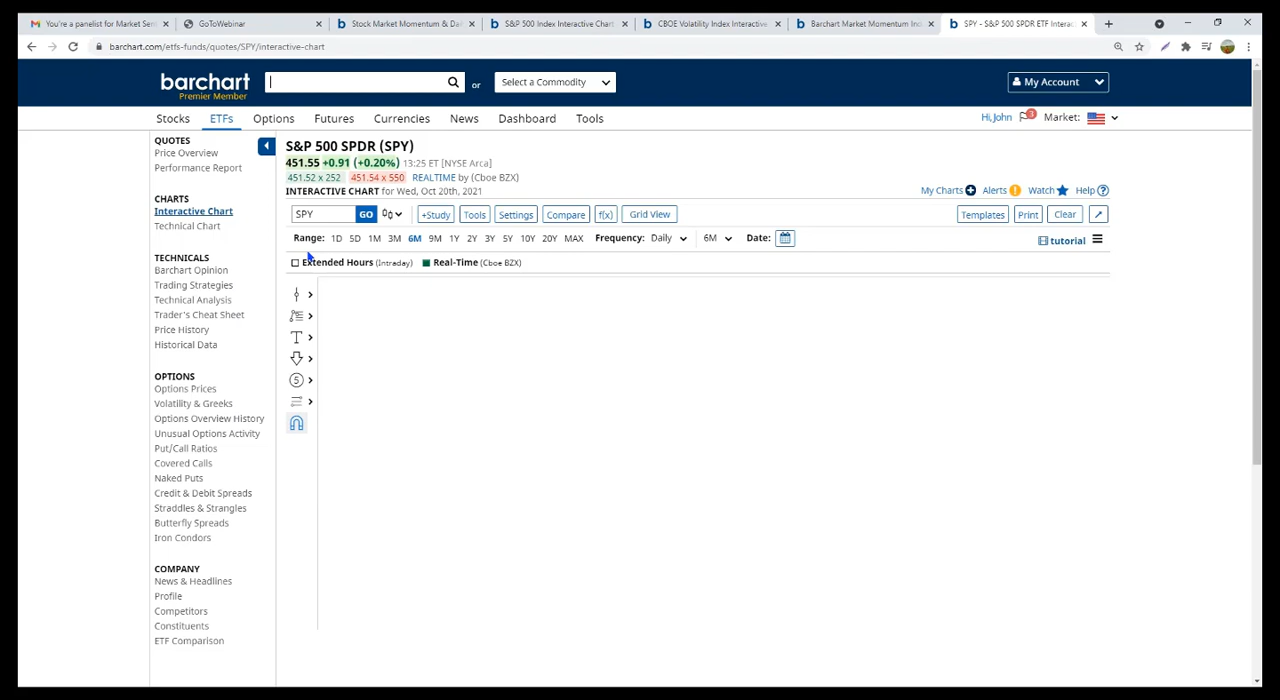 You're a panelist for Market Sem
GoToWebinar
Stock Market Momentum & Dai
S&P 500 Index Interactive Chart
CBOE Volatility Index Interactive
Barchart Market Momentum Ind
SPY - S&P 500 SPDR ETF Interac
barchart.com/etfs-funds/quotes/SPY/interactive-chart
barchart
Premier Member
or
Select a Commodity
My Account
Stocks
ETFs
Options
Futures
Currencies
News
Dashboard
Tools
Hi, John
3
Market:
QUOTES
Price Overview
Performance Report
CHARTS
Interactive Chart
Technical Chart
TECHNICALS
Barchart Opinion
Trading Strategies
Technical Analysis
Trader's Cheat Sheet
Price History
Historical Data
OPTIONS
Options Prices
Volatility & Greeks
Options Overview History
Unusual Options Activity
Put/Call Ratios
Covered Calls
Naked Puts
Credit & Debit Spreads
Straddles & Strangles
Butterfly Spreads
Iron Condors
COMPANY
News & Headlines
Profile
Competitors
Constituents
ETF Comparison
S&P 500 SPDR (SPY)
451.55 +0.91 (+0.20%) 13:25 ET [NYSE Arca]
451.52 x 252 451.54 x 550 REALTIME by (Cboe BZX)
INTERACTIVE CHART for Wed, Oct 20th, 2021
My Charts Alerts Watch Help
SPY GO +Study Tools Settings Compare f(x) Grid View Templates Print Clear
Range: 1D 5D 1M 3M 6M 9M 1Y 2Y 3Y 5Y 10Y 20Y MAX Frequency: Daily 6M Date: tutorial
Extended Hours (Intraday) Real-Time (Cboe BZX)
T
5